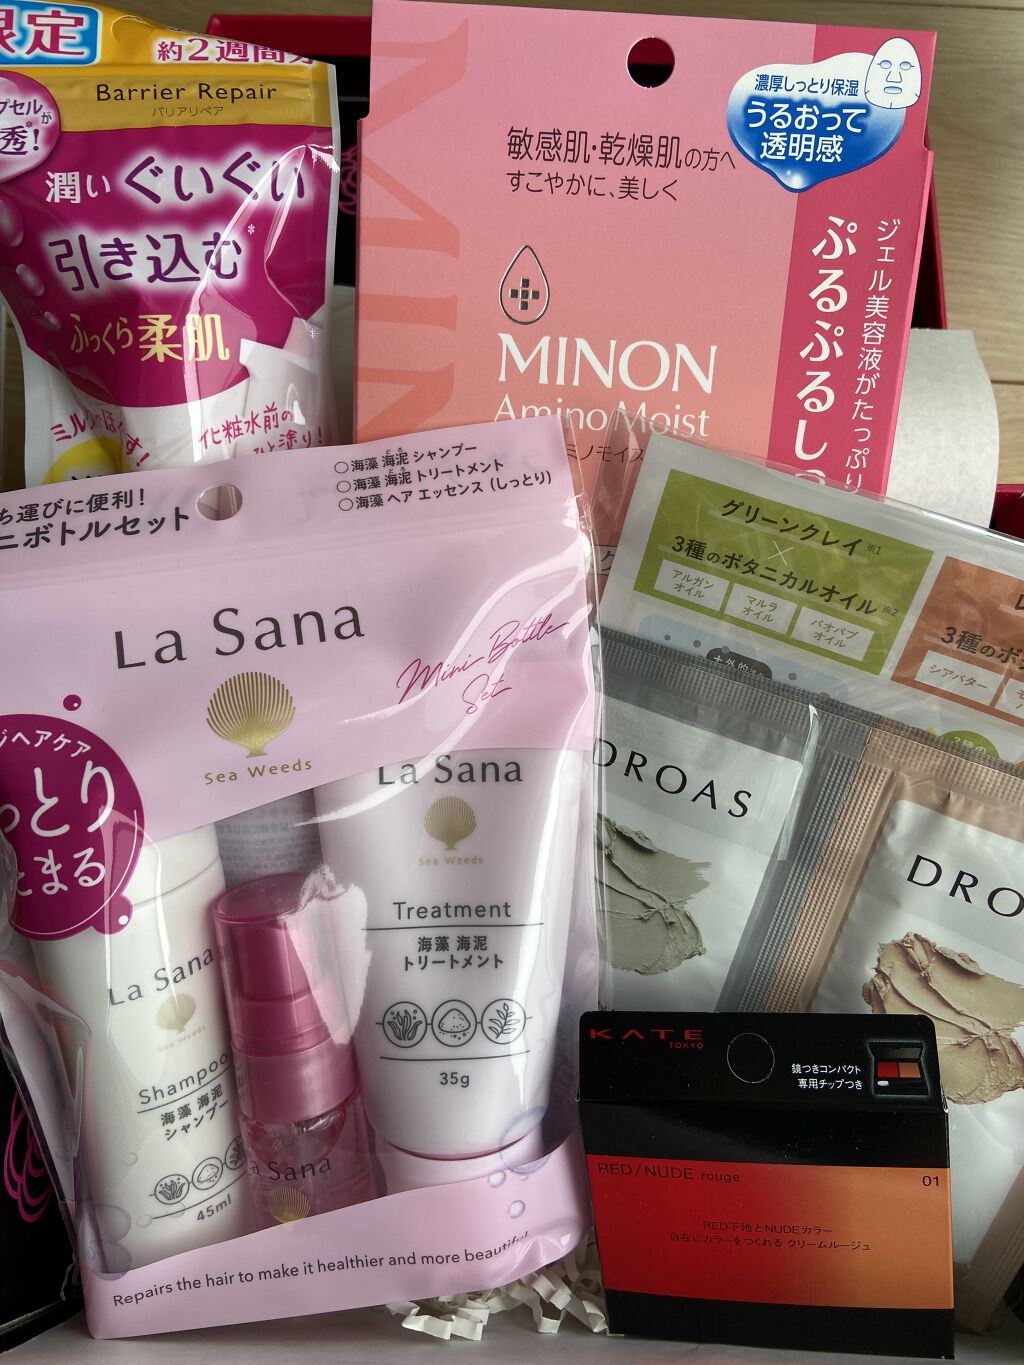 限定
約2週間分
Barrier Repair
バリアリペア
プセルが
透!
潤いぐいぐい
引き込む*
ふっくら柔肌
化粧水前の
濃厚しっとり保湿
うるおって
透明感
敏感肌・乾燥肌の方へ
すこやかに、美しく
ジェル美容液がたっぷり
ぷるぷるし
MINON
Amino Moist
ミノモイス
ち運びに便利!
ニボトルセット
○海藻 海泥 シャンプー
○海藻 海泥 トリートメント
○海藻 ヘア エッセンス (しっとり)
La Sana
Mini Bottle
Set
Sea Weeds
ジヘアケア
っとり
まる
La Sana
Sea Weeds
Treatment
海藻 海泥
トリートメント
35g
La Sana
Sea Weeds
Shampoo
海藻 海泥
シャンプー
45ml
La Sana
Repairs the hair to make it healthier and more beautiful
グリーンクレイ※1
×
3種のボタニカルオイル※2
アルガン
オイル
マルラ
オイル
バオバブ
オイル
3種のボ
シアバター
3種の
DROAS
DRO
KATE
TOKYO
鏡つきコンパクト
専用チップつき
RED/NUDE rouge
01
RED下地とNUDEカラー
自在にカラーをつくれる クリームルージュ